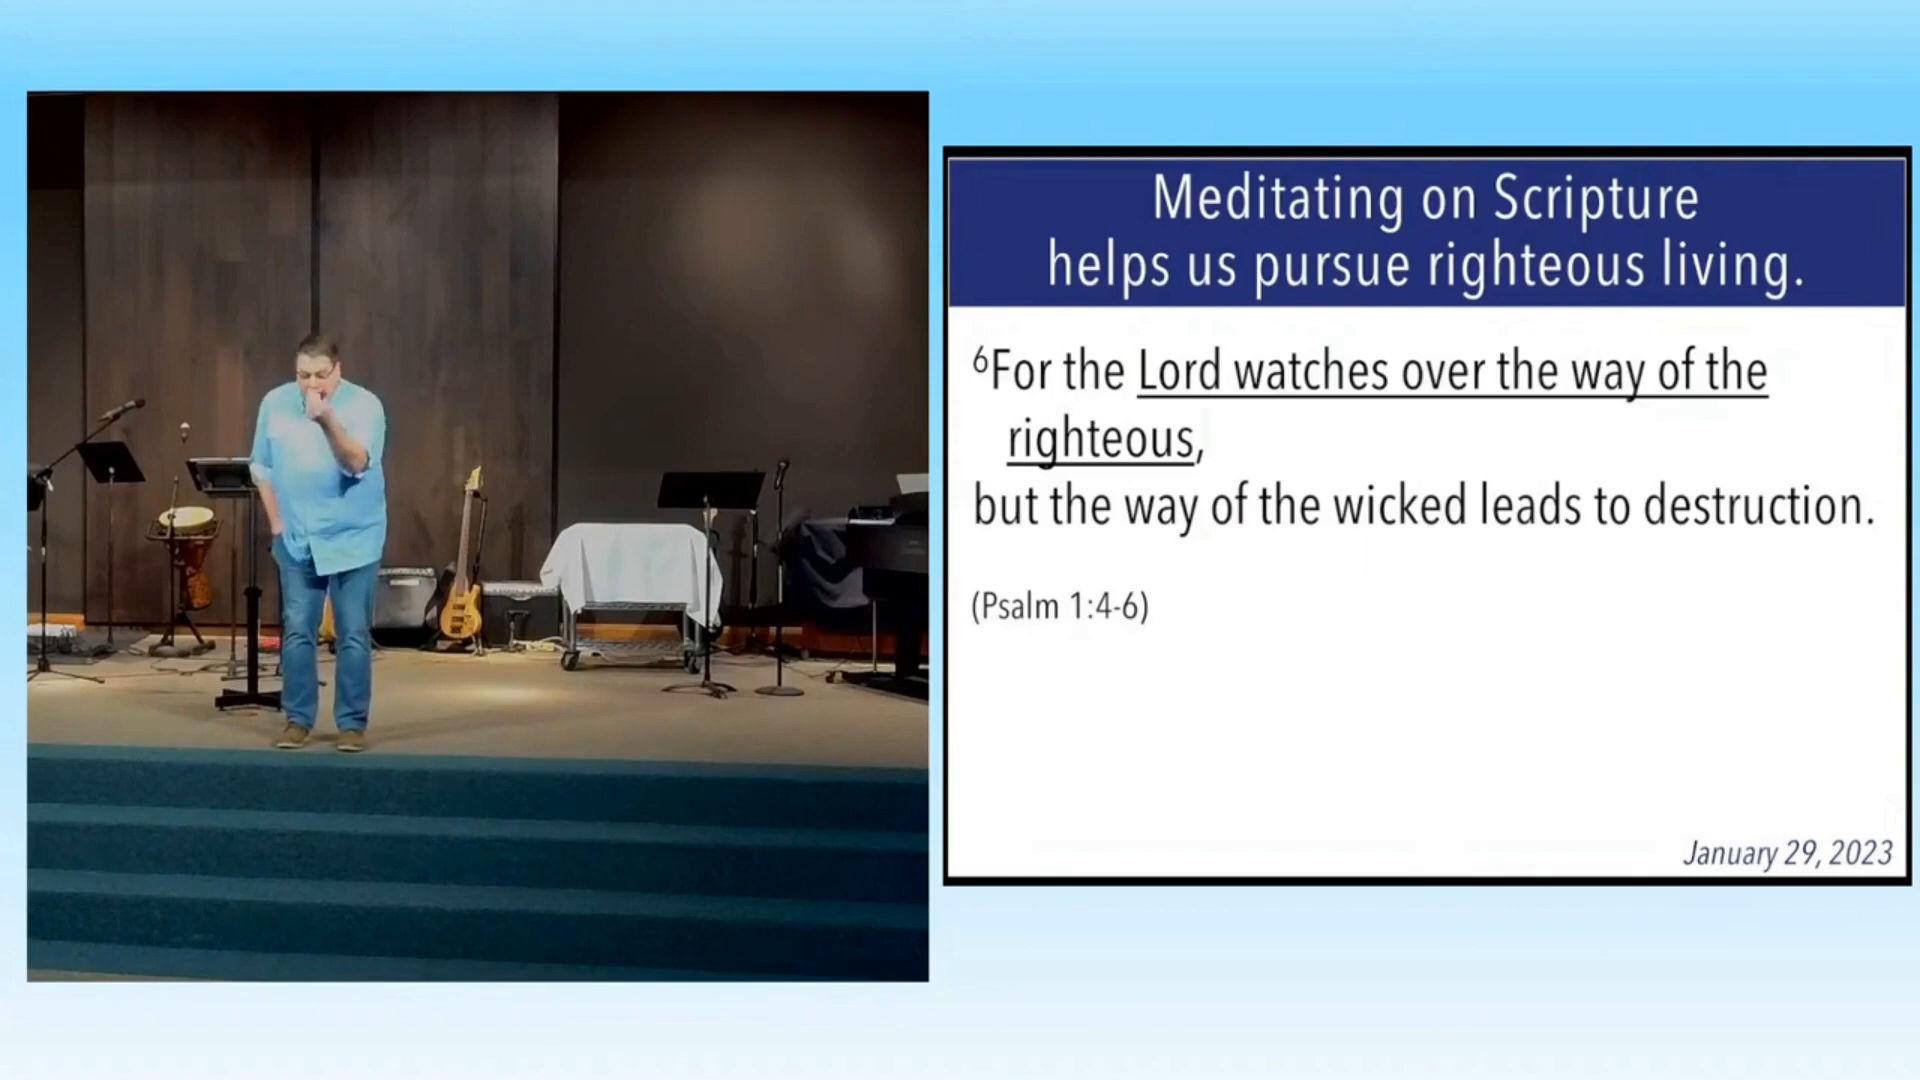 Meditating on Scripture
helps us pursue righteous living.
⁶For the Lord watches over the way of the
righteous,
but the way of the wicked leads to destruction.
(Psalm 1:4-6)
January 29, 2023